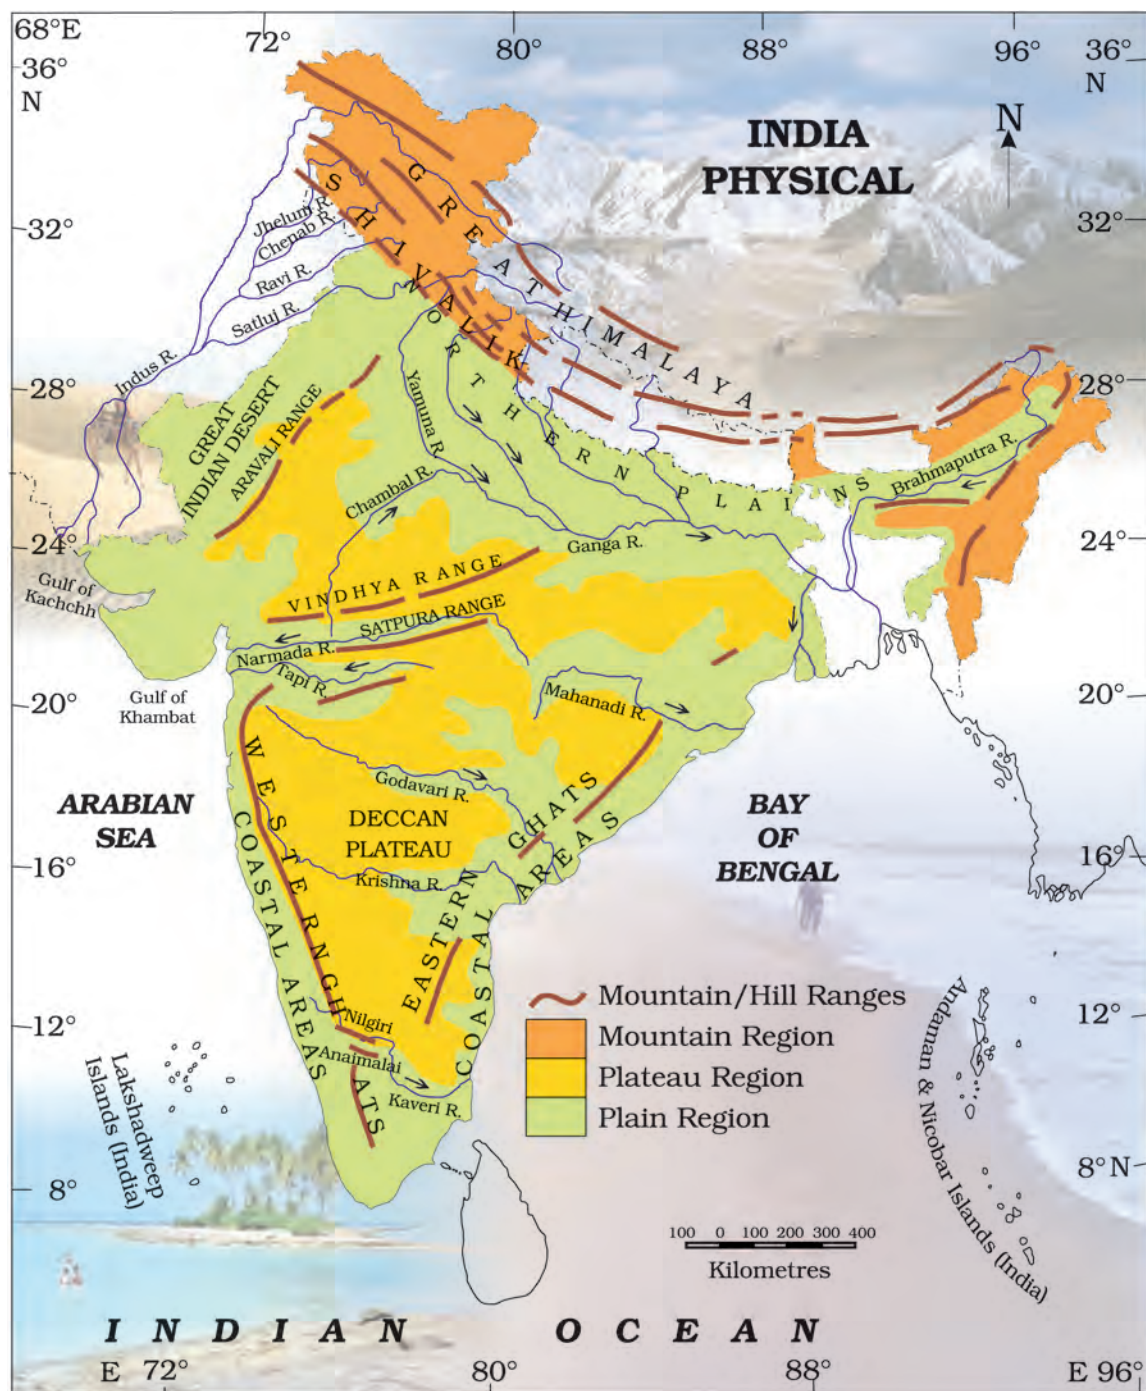 68°E
72°
80°
88°
96°
36°
36°
N
N
N
INDIA
PHYSICAL
GREAT HIMALAYA
SHIVALIK
32°
32°
Jhelum R.
Chenab R.
Ravi R.
Satluj R.
Indus R.
28°
28°
NORTHERN PLAINS
GREAT
INDIAN DESERT
ARAVALI RANGE
Yamuna R.
Chambal R.
Brahmaputra R.
Ganga R.
24°
24°
Gulf of
Kachchh
VINDHYA RANGE
SATPURA RANGE
Narmada R.
Tapi R.
Gulf of
Khambat
20°
20°
Mahanadi R.
Godavari R.
ARABIAN
SEA
WESTERNGHATS
COASTAL AREAS
DECCAN
PLATEAU
EASTERN GHATS
COASTAL AREAS
BAY
OF
BENGAL
16°
16°
Krishna R.
12°
12°
Nilgiri
Anaimalai
Kaveri R.
Mountain/Hill Ranges
Mountain Region
Plateau Region
Plain Region
Lakshadweep
Islands (India)
Andaman & Nicobar Islands (India)
8°
8° N
100 0 100 200 300 400
Kilometres
INDIAN OCEAN
E 72°
80°
88°
E 96°